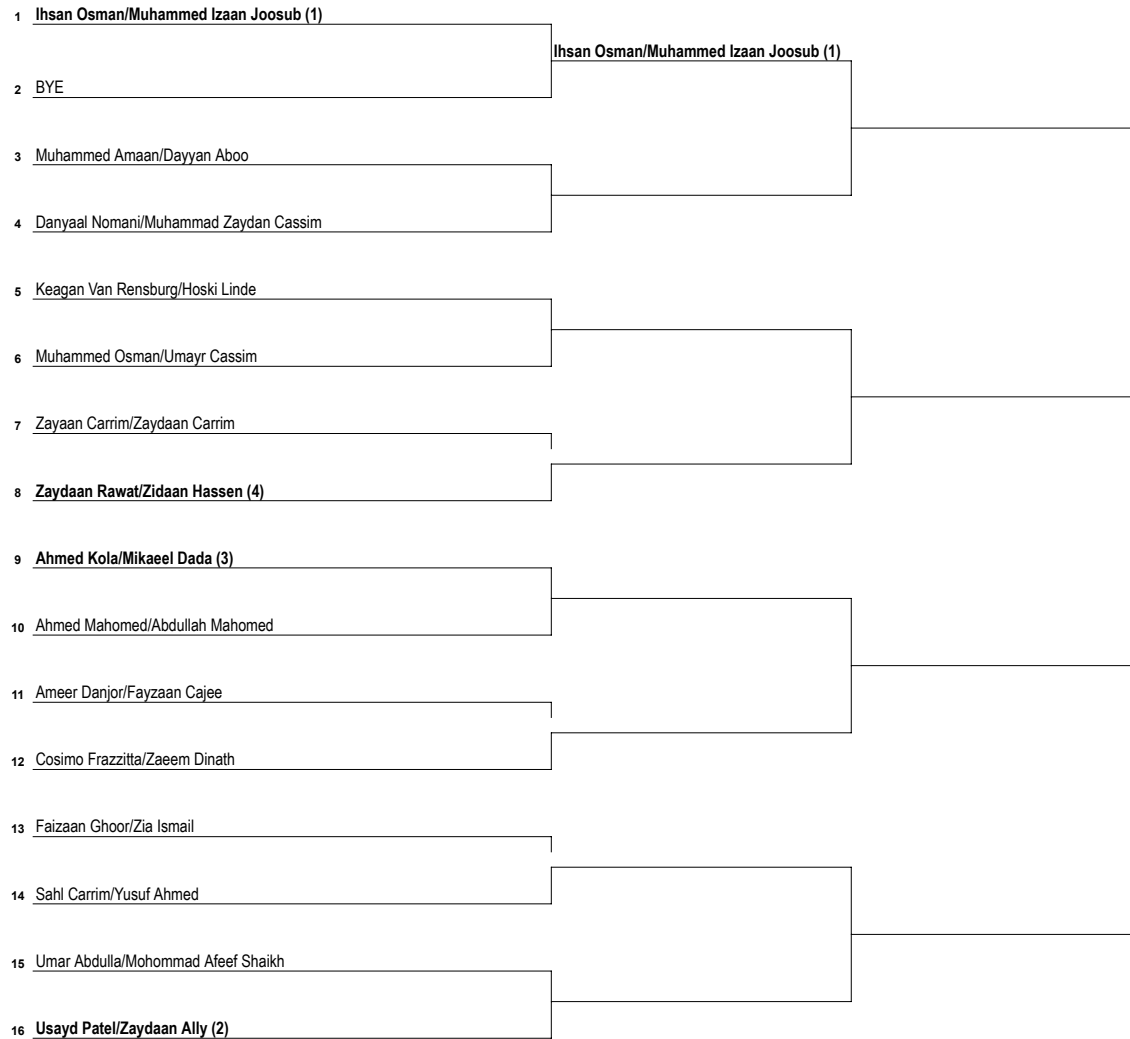 1 Ihsan Osman/Muhammed Izaan Joosub (1)
Ihsan Osman/Muhammed Izaan Joosub (1)
2 BYE
3 Muhammed Amaan/Dayyan Aboo
4 Danyaal Nomani/Muhammad Zaydan Cassim
5 Keagan Van Rensburg/Hoski Linde
6 Muhammed Osman/Umayr Cassim
7 Zayaan Carrim/Zaydaan Carrim
8 Zaydaan Rawat/Zidaan Hassen (4)
9 Ahmed Kola/Mikaeel Dada (3)
10 Ahmed Mahomed/Abdullah Mahomed
11 Ameer Danjor/Fayzaan Cajee
12 Cosimo Frazzitta/Zaeem Dinath
13 Faizaan Ghoor/Zia Ismail
14 Sahl Carrim/Yusuf Ahmed
15 Umar Abdulla/Mohommad Afeef Shaikh
16 Usayd Patel/Zaydaan Ally (2)